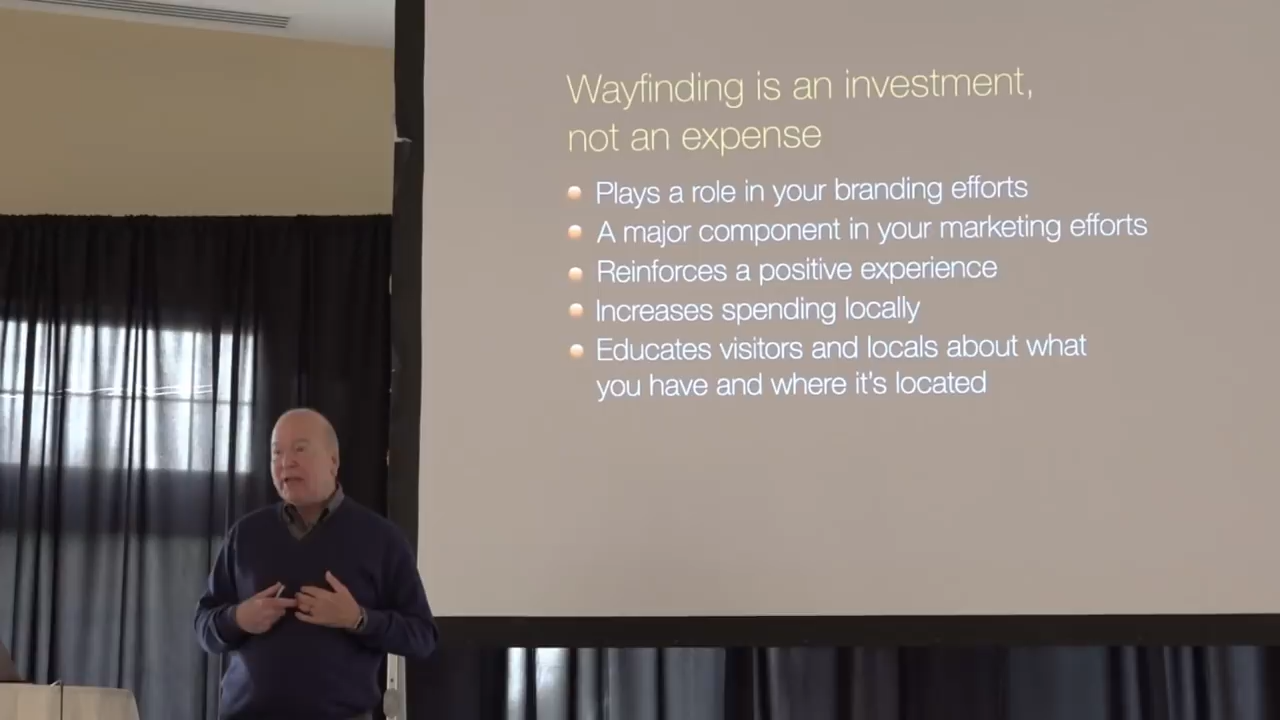 Wayfinding is an investment,
not an expense
Plays a role in your branding efforts
A major component in your marketing efforts
Reinforces a positive experience
Increases spending locally
Educates visitors and locals about what
you have and where it's located